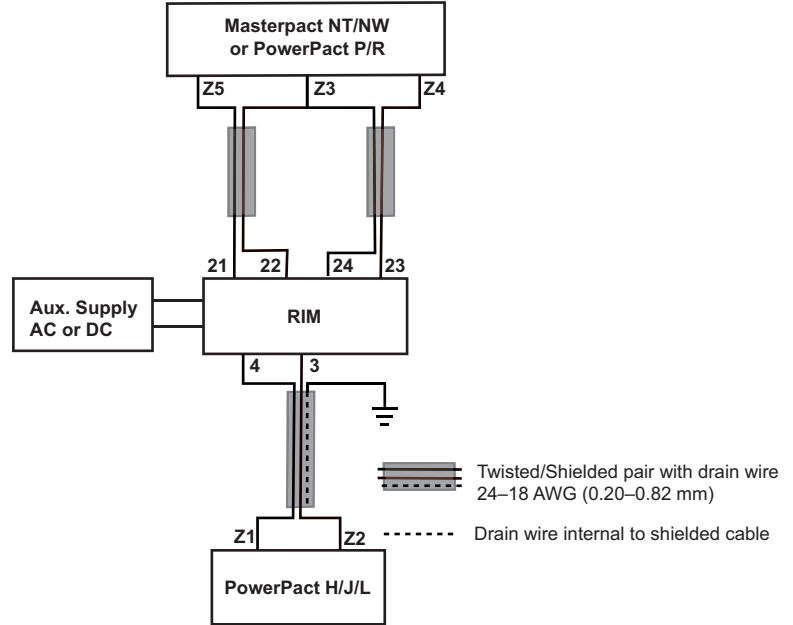 Masterpact NT/NW
or PowerPact P/R
Z5
Z3
Z4
21
22
24
23
Aux. Supply
AC or DC
RIM
4
3
Twisted/Shielded pair with drain wire
24–18 AWG (0.20–0.82 mm)
Drain wire internal to shielded cable
Z1
Z2
PowerPact H/J/L